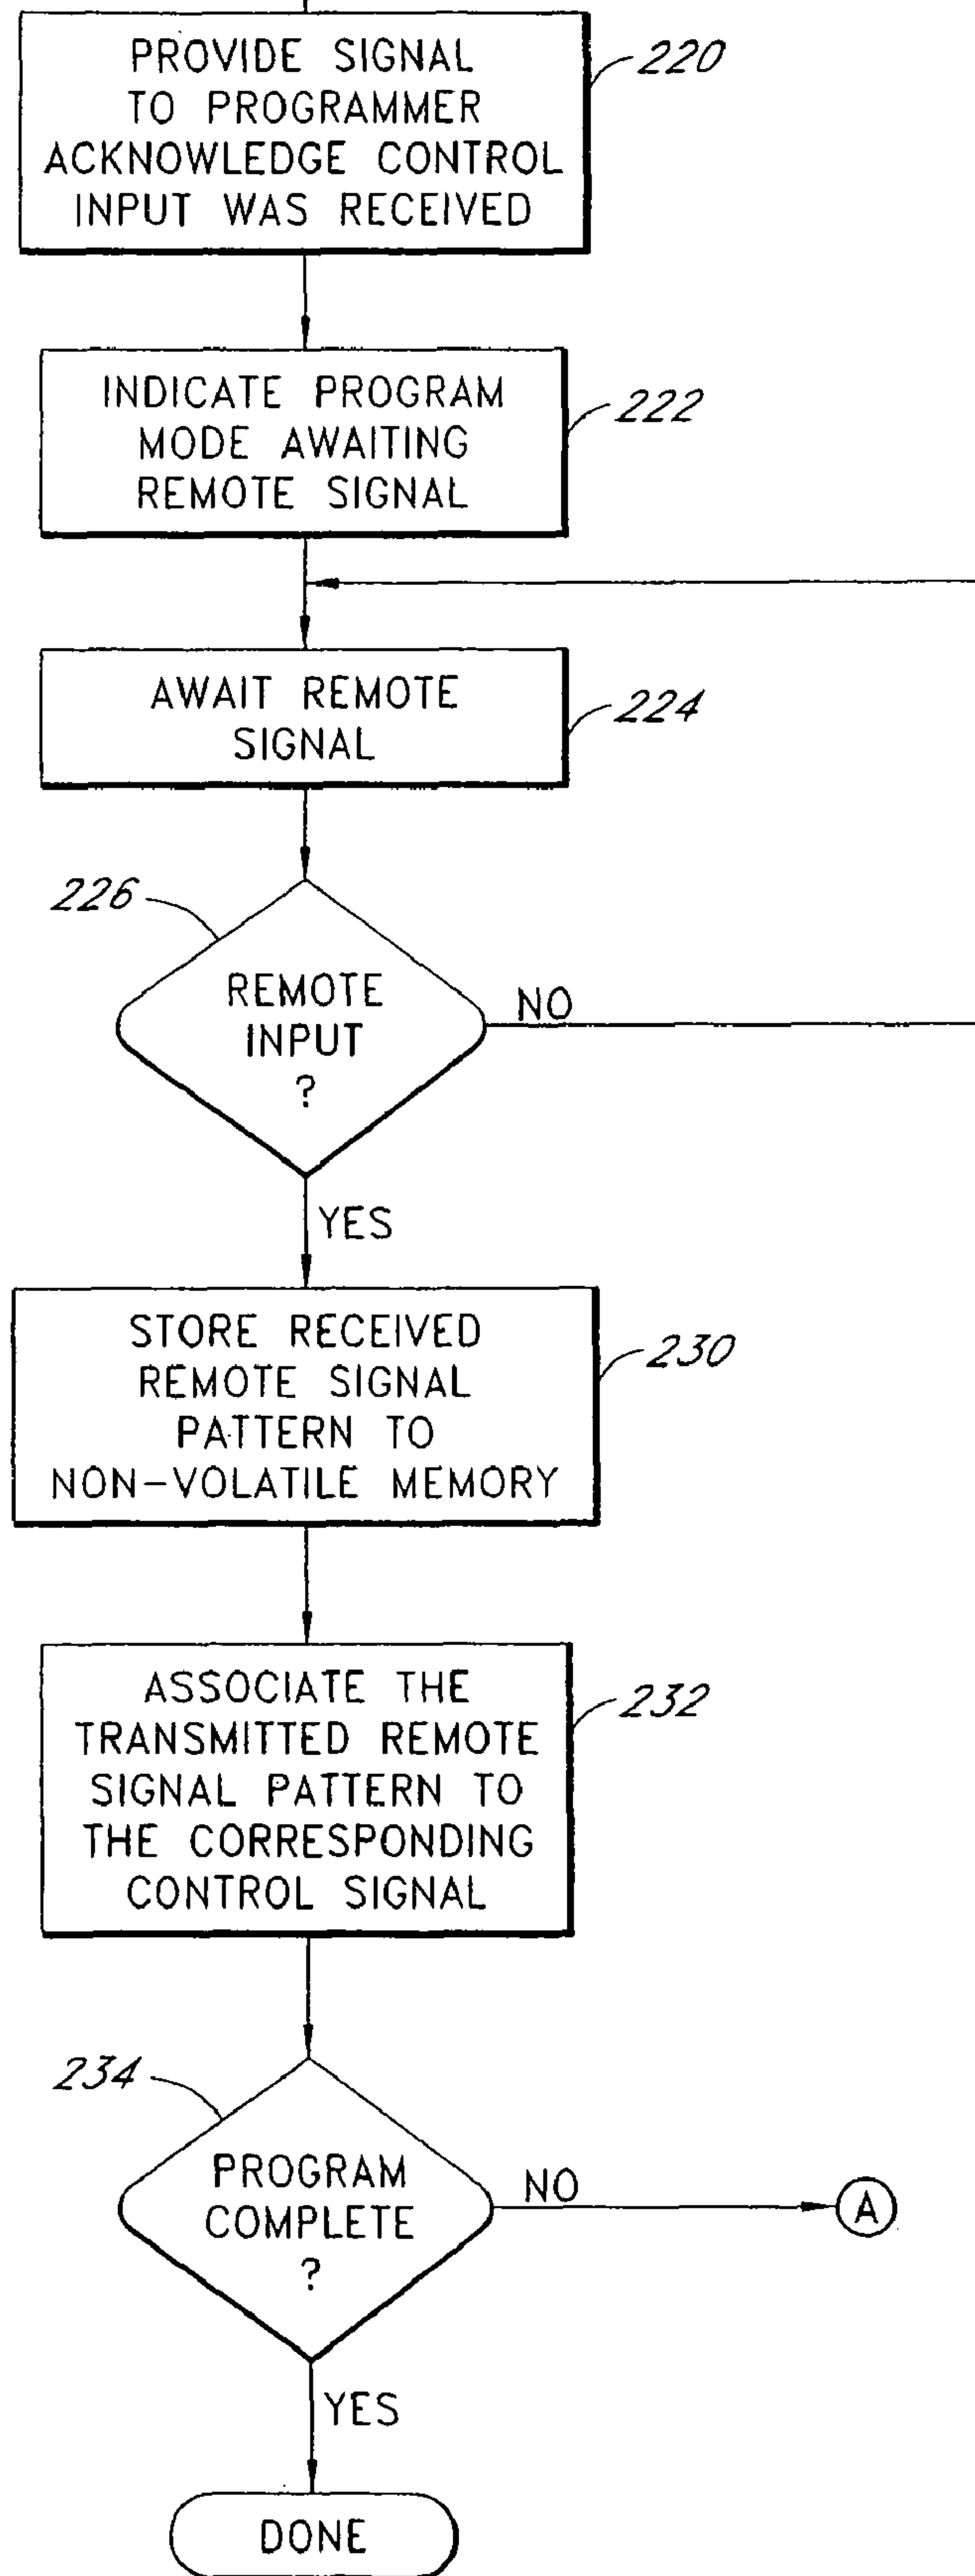 PROVIDE SIGNAL
TO PROGRAMMER
ACKNOWLEDGE CONTROL
INPUT WAS RECEIVED
220
INDICATE PROGRAM
MODE AWAITING
REMOTE SIGNAL
222
AWAIT REMOTE
SIGNAL
224
226
REMOTE
INPUT
?
NO
YES
STORE RECEIVED
REMOTE SIGNAL
PATTERN TO
NON-VOLATILE MEMORY
230
ASSOCIATE THE
TRANSMITTED REMOTE
SIGNAL PATTERN TO
THE CORRESPONDING
CONTROL SIGNAL
232
234
PROGRAM
COMPLETE
?
NO
A
YES
DONE